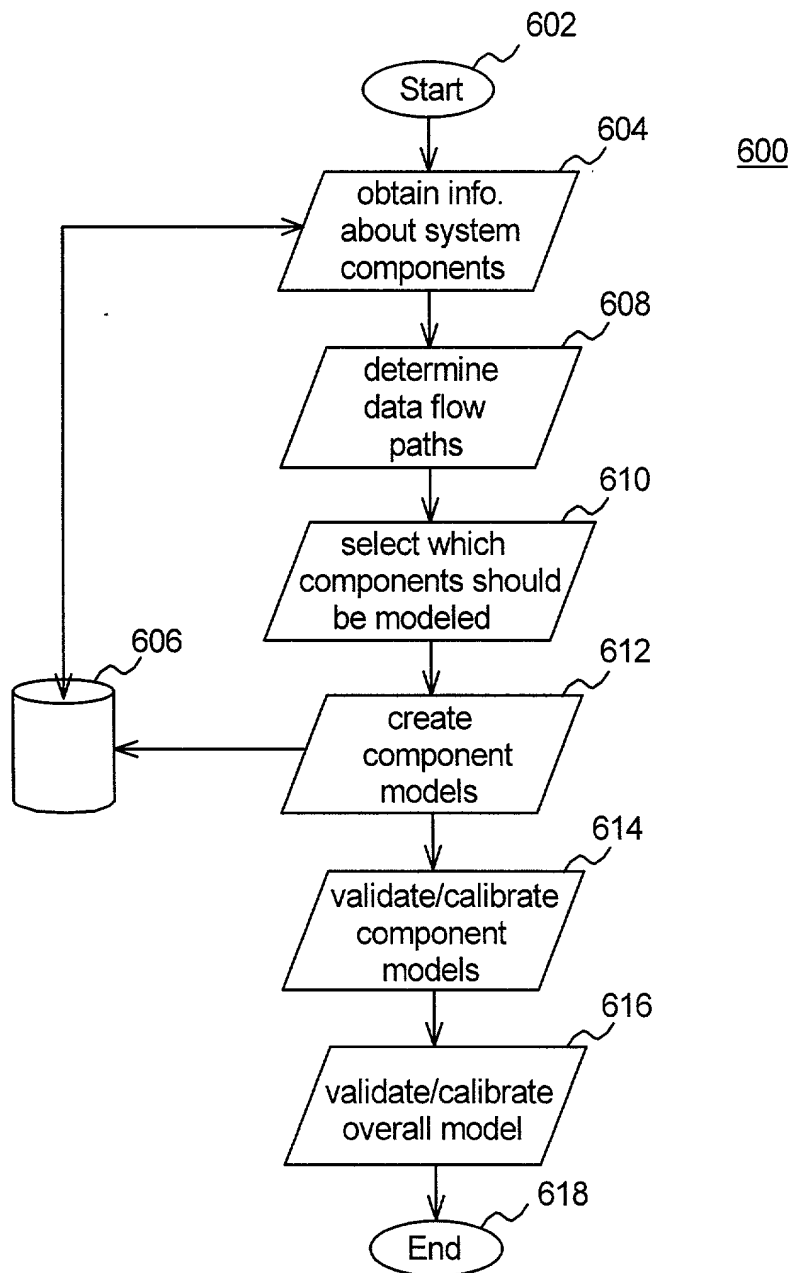 602
Start
604
600
obtain info.
about system
components
608
determine
data flow
paths
610
select which
components should
be modeled
606
612
create
component
models
614
validate/calibrate
component
models
616
validate/calibrate
overall model
618
End